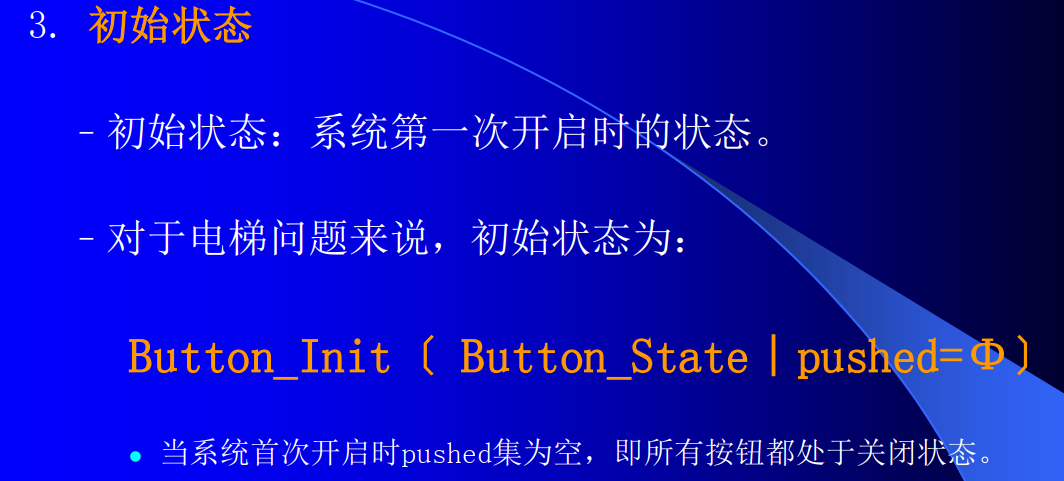 3. 初始状态
－初始状态：系统第一次开启时的状态。
－对于电梯问题来说，初始状态为：
Button_Init〔 Button_State｜pushed=Φ〕
• 当系统首次开启时pushed集为空，即所有按钮都处于关闭状态。